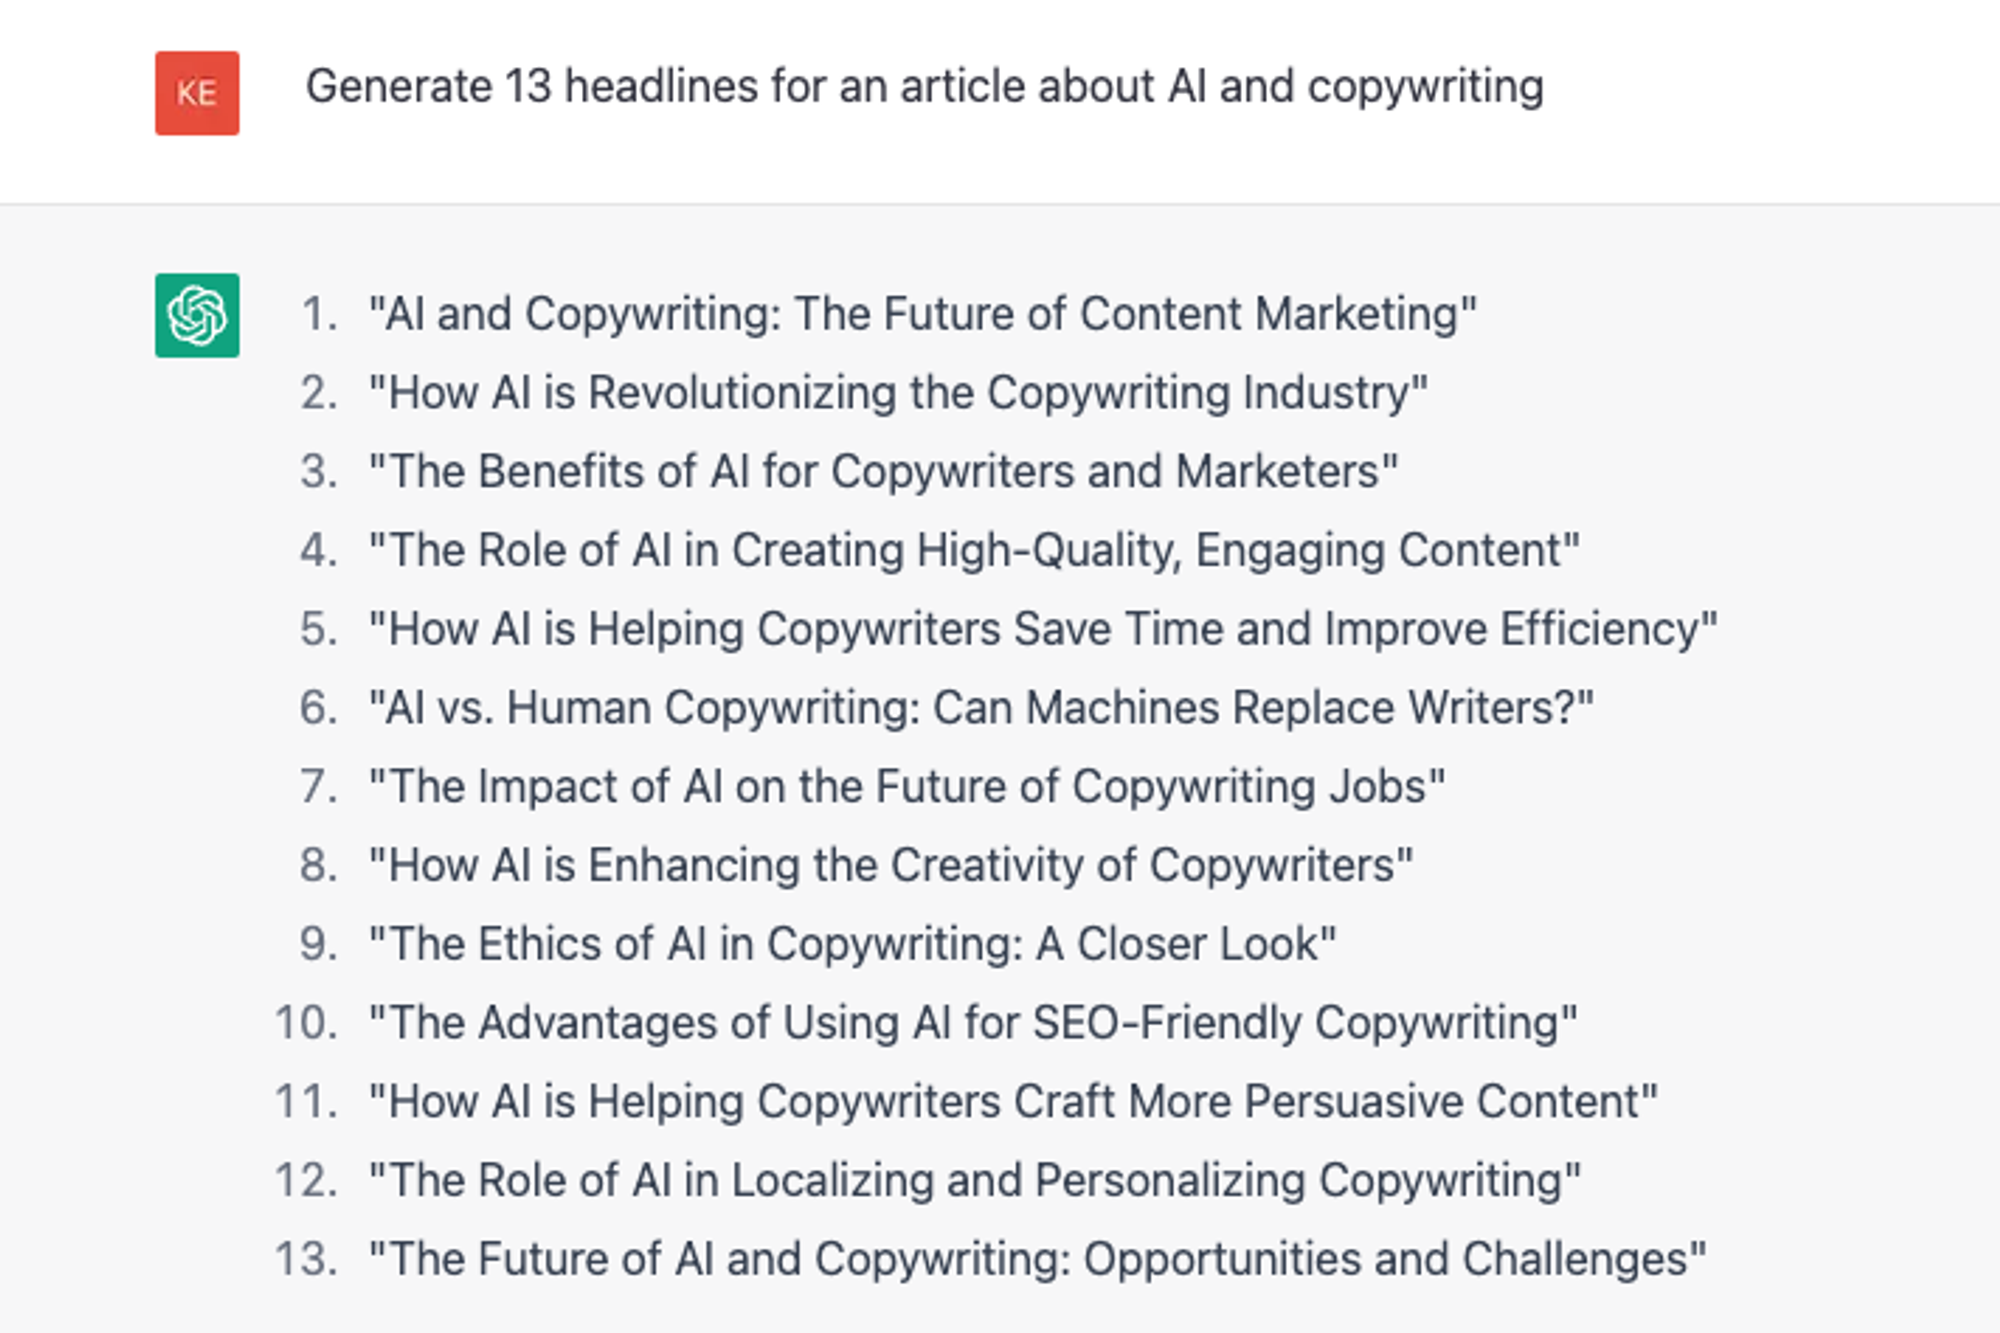 KE
Generate 13 headlines for an article about AI and copywriting
1. "AI and Copywriting: The Future of Content Marketing"
2. "How AI is Revolutionizing the Copywriting Industry"
3. "The Benefits of AI for Copywriters and Marketers"
4. "The Role of AI in Creating High-Quality, Engaging Content"
5. "How AI is Helping Copywriters Save Time and Improve Efficiency"
6. "AI vs. Human Copywriting: Can Machines Replace Writers?"
7. "The Impact of AI on the Future of Copywriting Jobs"
8. "How AI is Enhancing the Creativity of Copywriters"
9. "The Ethics of AI in Copywriting: A Closer Look"
10. "The Advantages of Using AI for SEO-Friendly Copywriting"
11. "How AI is Helping Copywriters Craft More Persuasive Content"
12. "The Role of AI in Localizing and Personalizing Copywriting"
13. "The Future of AI and Copywriting: Opportunities and Challenges"